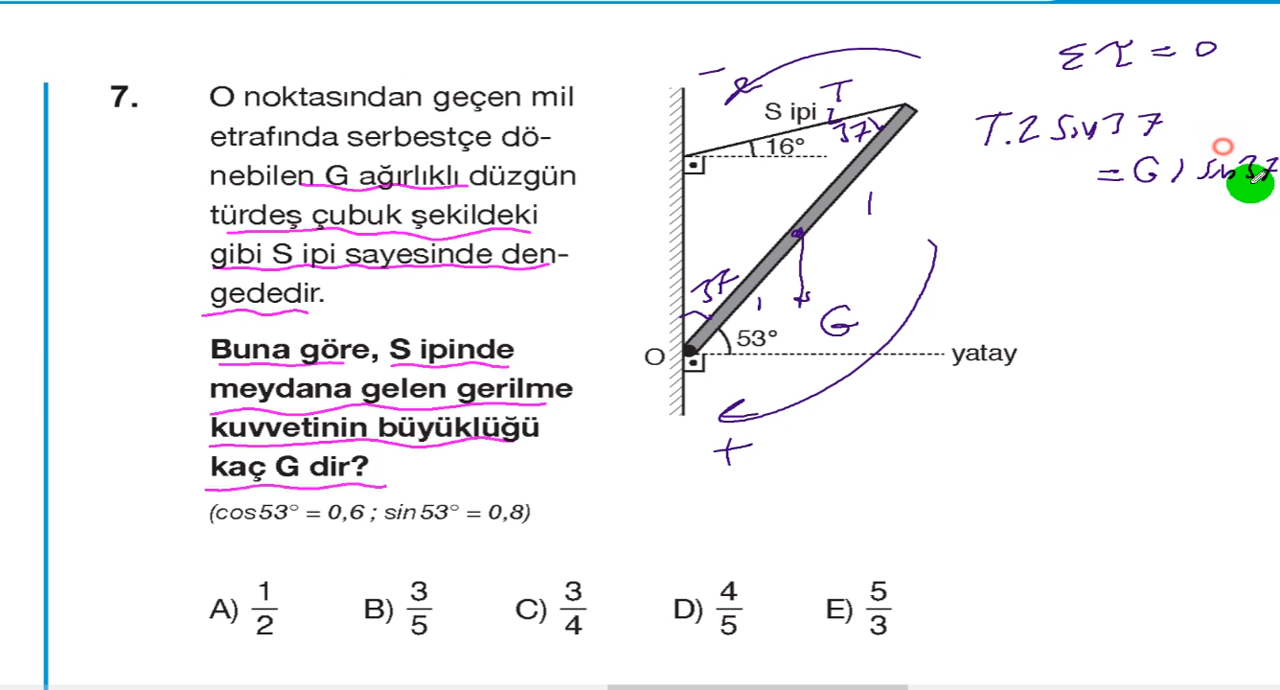 7.
O noktasından geçen mil
etrafında serbestçe dö-
nebilen G ağırlıklı düzgün
türdeş çubuk şekildeki
gibi S ipi sayesinde den-
gededir.
Buna göre, S ipinde
meydana gelen gerilme
kuvvetinin büyüklüğü
kaç G dir?
(cos53° = 0,6 ; sin53° = 0,8)
A) 1/2
B) 3/5
C) 3/4
D) 4/5
E) 5/3
−
T
S ipi
37
16°
1
37
1
G
53°
O
yatay
+
Στ = 0
T.2 Sin37
= G 1 sin37